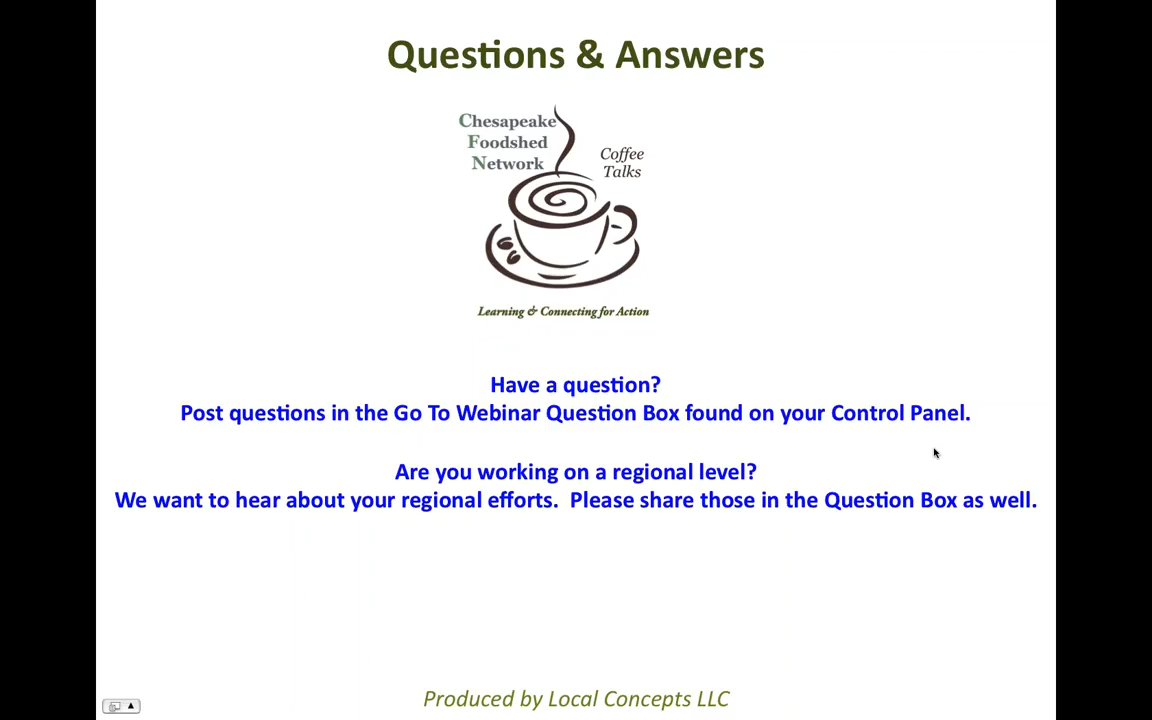 Questions & Answers
Chesapeake
Foodshed
Network
Coffee
Talks
Learning & Connecting for Action
Have a question?
Post questions in the Go To Webinar Question Box found on your Control Panel.
Are you working on a regional level?
We want to hear about your regional efforts.  Please share those in the Question Box as well.
Produced by Local Concepts LLC